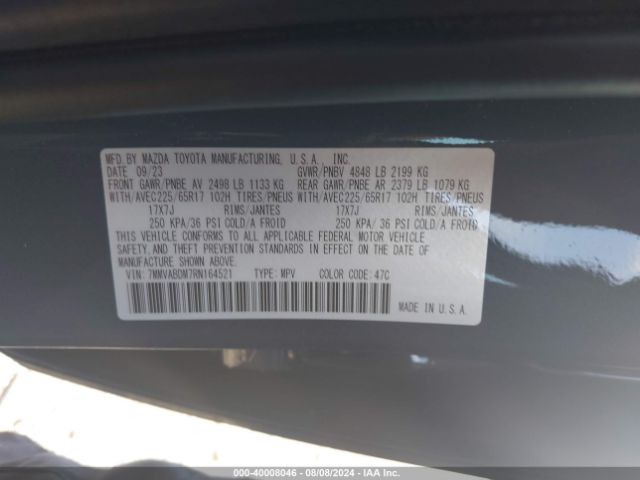 MFD. BY MAZDA TOYOTA MANUFACTURING, U.S.A., INC.
DATE 09/23 GVWR/PNBV 4848 LB 2199 KG
FRONT GAWR/PNBE AV 2498 LB 1133 KG REAR GAWR/PNBE AR 2379 LB 1079 KG
WITH/AVEC225/65R17 102H TIRES/PNEUS WITH/AVEC225/65R17 102H TIRES/PNEUS
17X7J RIMS/JANTES 17X7J RIMS/JANTES
250 KPA/36 PSI COLD/A FROID 250 KPA/36 PSI COLD/A FROID
THIS VEHICLE CONFORMS TO ALL APPLICABLE FEDERAL MOTOR VEHICLE
SAFETY, AND THEFT PREVENTION STANDARDS IN EFFECT ON THE DATE OF
MANUFACTURE SHOWN ABOVE.
VIN: 7MMVABDM7RN164521 TYPE: MPV COLOR CODE: 47C
MADE IN U.S.A.
000-40008046 - 08/08/2024 - IAA Inc.